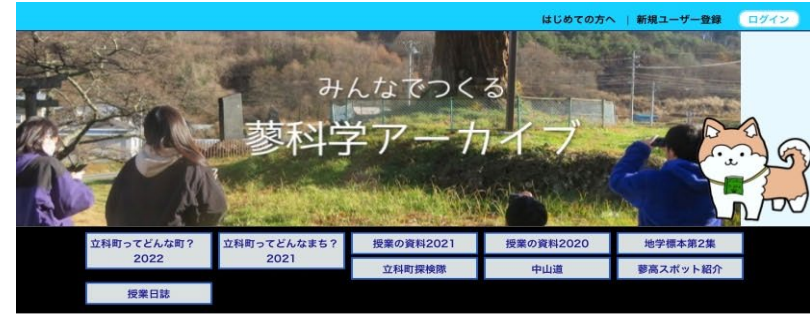 はじめての方へ | 新規ユーザー登録 ログイン
みんなでつくる
蓼科学アーカイブ
立科町ってどんな町？
2022
立科町ってどんなまち？
2021
授業の資料2021
授業の資料2020
地学標本第2集
立科町探検隊
中山道
蓼高スポット紹介
授業日誌